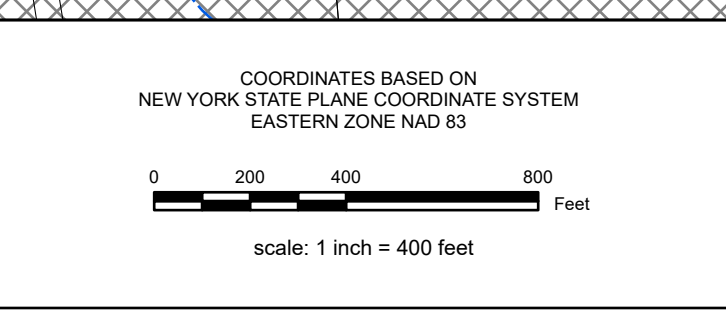 COORDINATES BASED ON
NEW YORK STATE PLANE COORDINATE SYSTEM
EASTERN ZONE NAD 83
0 200 400 800
Feet
scale: 1 inch = 400 feet